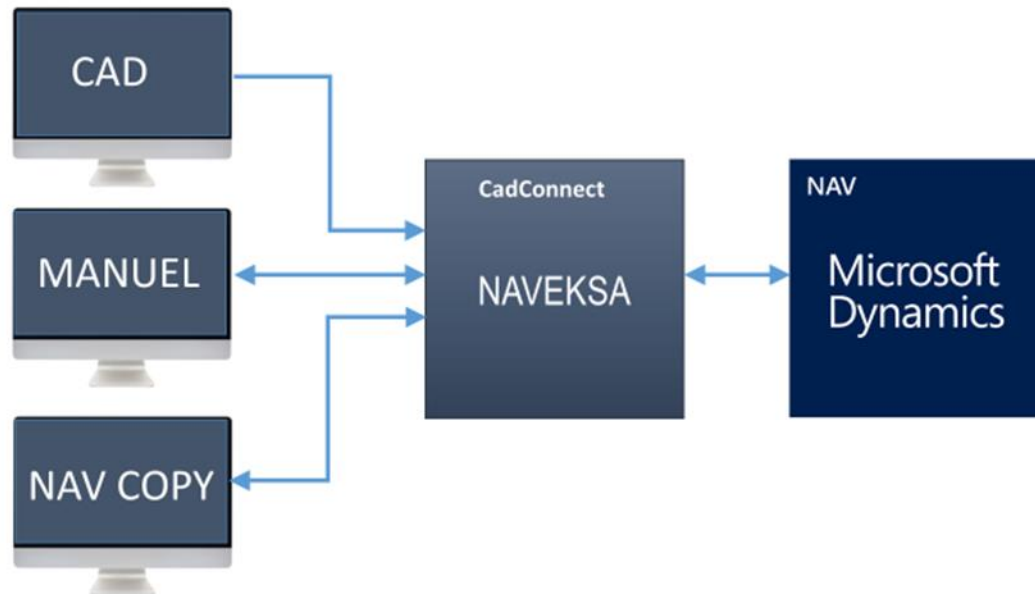 CAD
MANUEL
NAV COPY
CadConnect
NAVEKSA
NAV
Microsoft
Dynamics